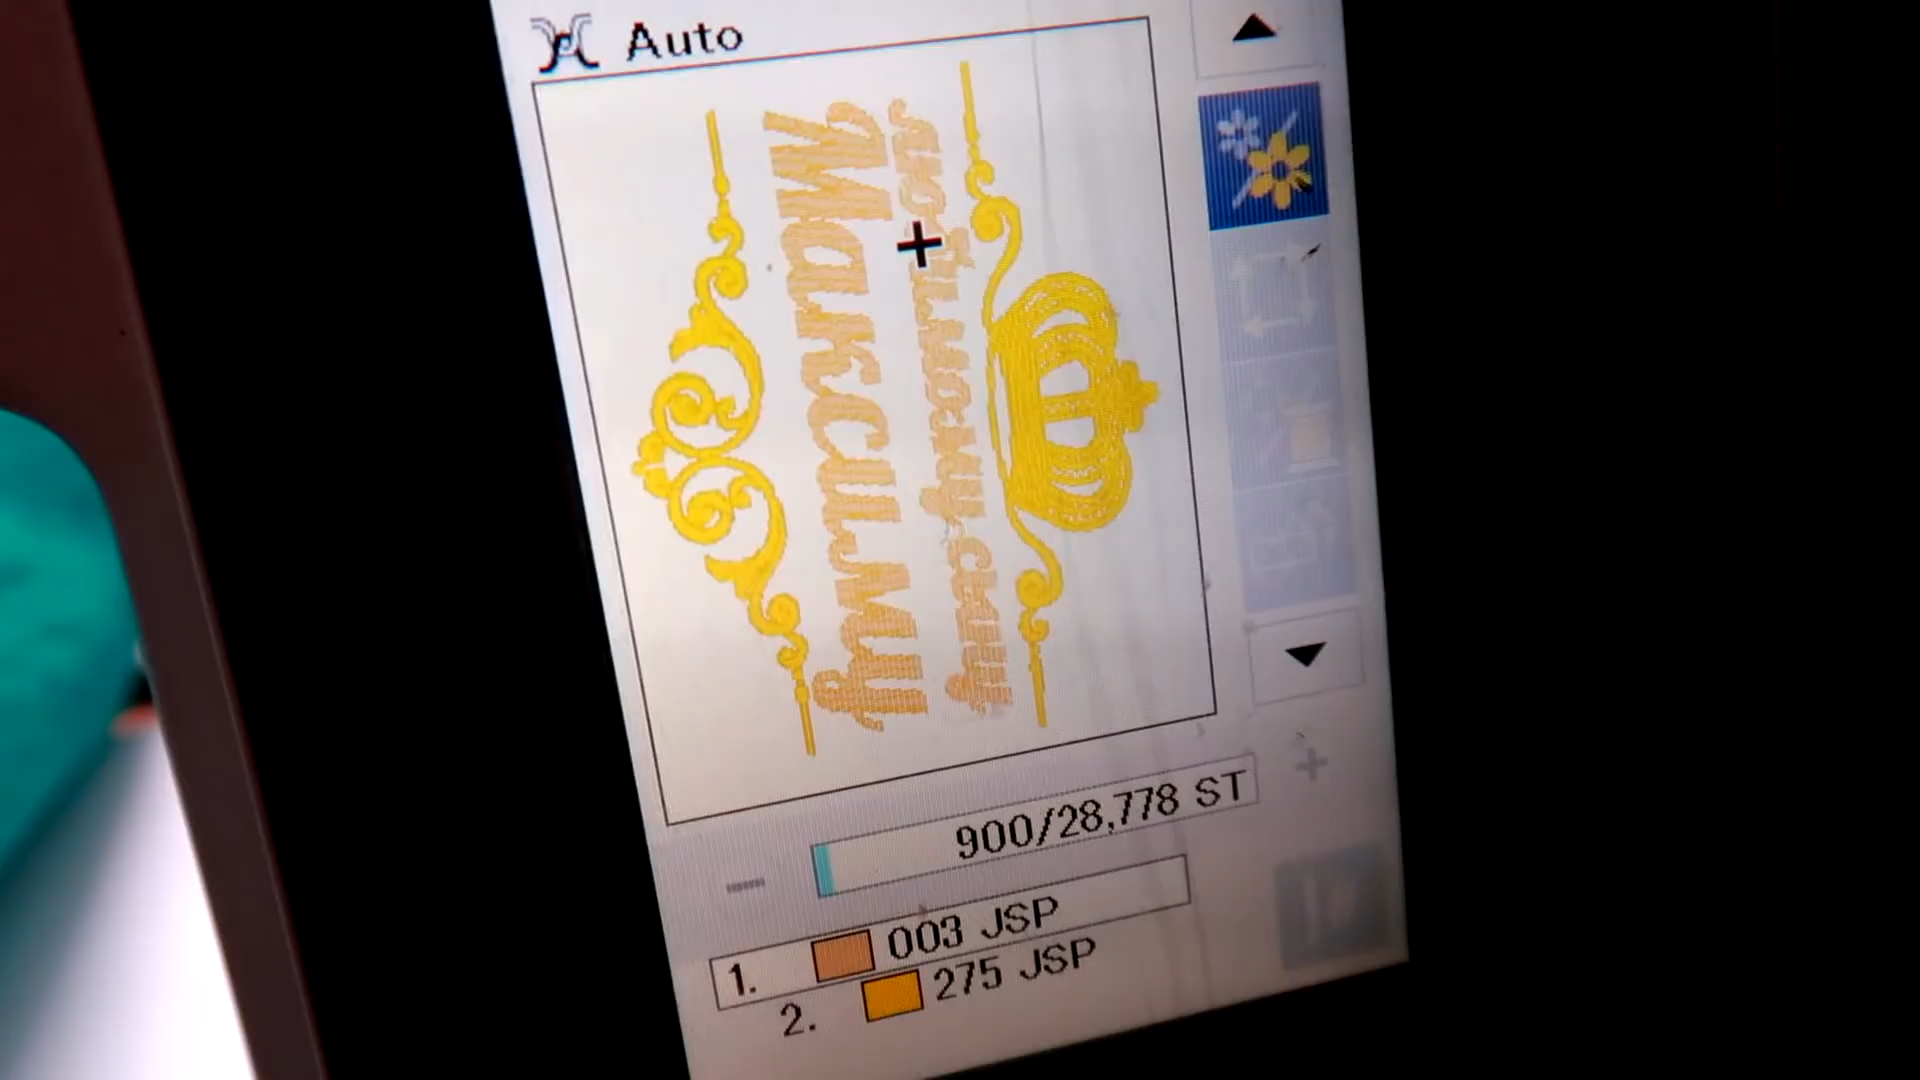 Auto
Любимому сыну
Максиму
900/28,778 ST
1. 003 JSP
2. 275 JSP